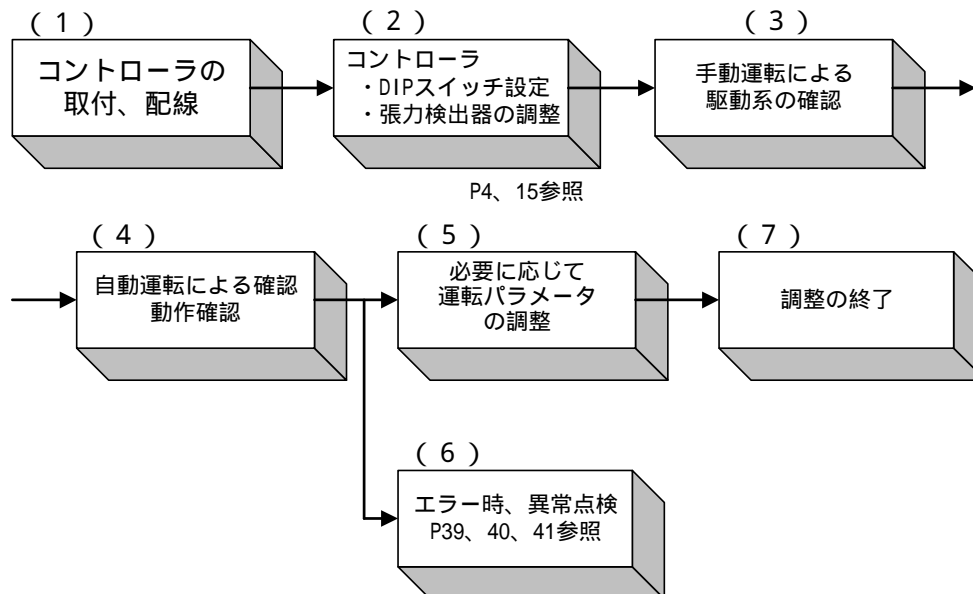 (1)
コントローラの
取付、配線
(2)
コントローラ
・DIPスイッチ設定
・張力検出器の調整
P4、15参照
(3)
手動運転による
駆動系の確認
(4)
自動運転による確認
動作確認
(5)
必要に応じて
運転パラメータ
の調整
(7)
調整の終了
(6)
エラー時、異常点検
P39、40、41参照